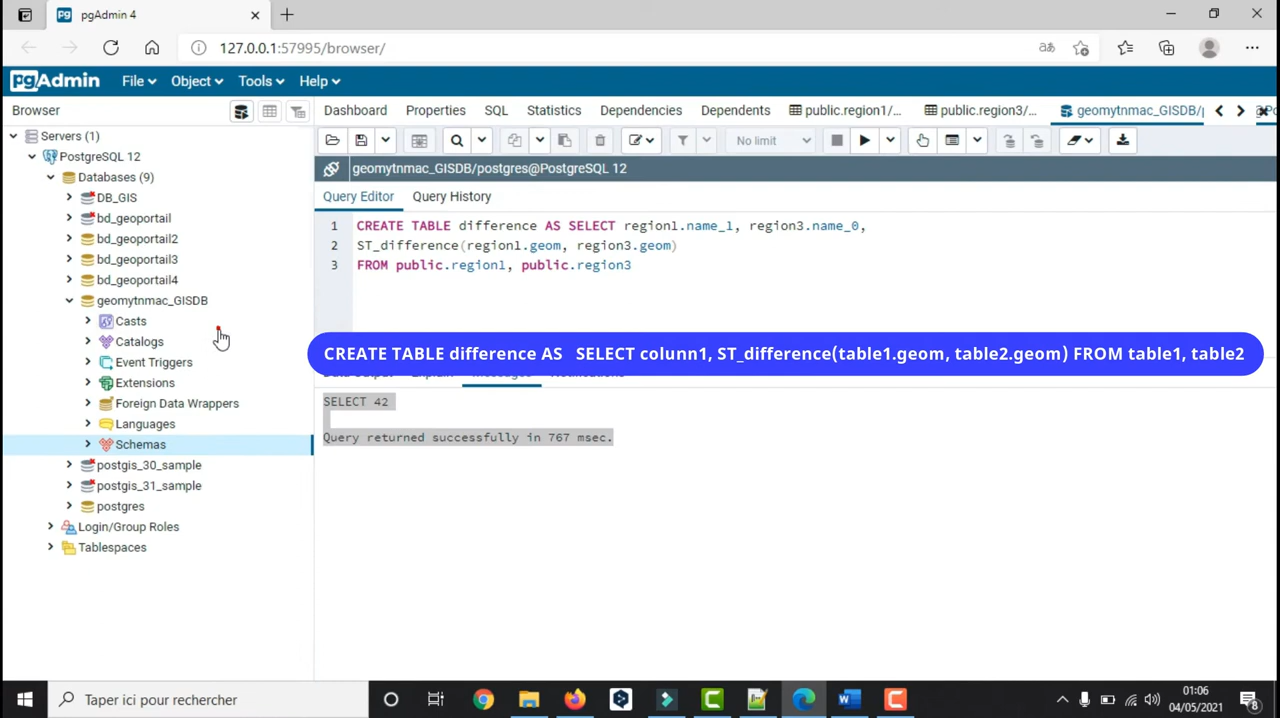 pgAdmin 4
127.0.0.1:57995/browser/
pgAdmin File Object Tools Help
Browser
Dashboard Properties SQL Statistics Dependencies Dependents public.region1/... public.region3/... geomytnmac_GISDB/
No limit
Servers (1)
PostgreSQL 12
Databases (9)
DB_GIS
bd_geoportail
bd_geoportail2
bd_geoportail3
bd_geoportail4
geomytnmac_GISDB
Casts
Catalogs
Event Triggers
Extensions
Foreign Data Wrappers
Languages
Schemas
postgis_30_sample
postgis_31_sample
postgres
Login/Group Roles
Tablespaces
geomytnmac_GISDB/postgres@PostgreSQL 12
Query Editor Query History
1 CREATE TABLE difference AS SELECT region1.name_1, region3.name_0,
2 ST_difference(region1.geom, region3.geom)
3 FROM public.region1, public.region3
CREATE TABLE difference AS SELECT colunn1, ST_difference(table1.geom, table2.geom) FROM table1, table2
SELECT 42
Query returned successfully in 767 msec.
Taper ici pour rechercher
01:06
04/05/2021
8